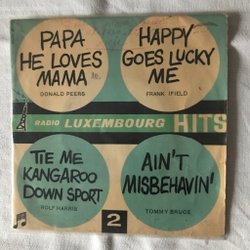 PAPA
HE LOVES
MAMA
DONALD PEERS
HAPPY
GOES LUCKY
ME
FRANK IFIELD
RADIO LUXEMBOURG HITS
TIE ME
KANGAROO
DOWN SPORT
ROLF HARRIS
AIN'T
MISBEHAVIN'
TOMMY BRUCE
2